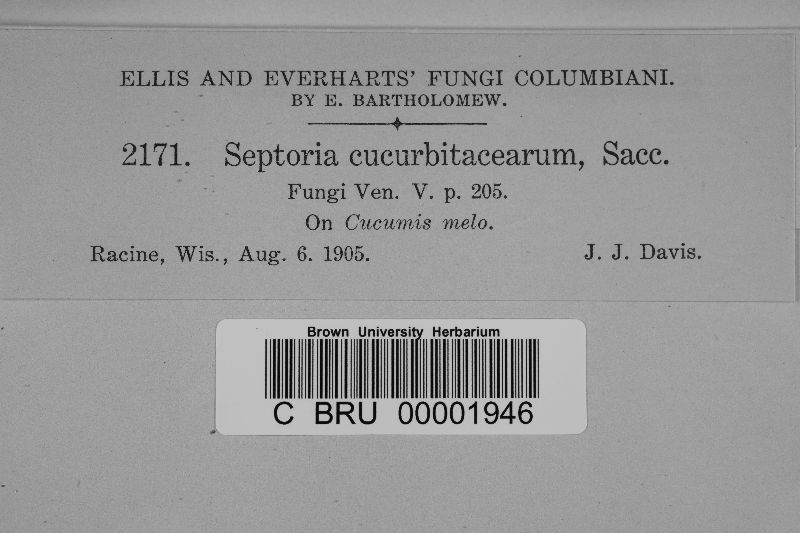 ELLIS AND EVERHARTS' FUNGI COLUMBIANI.
BY E. BARTHOLOMEW.
2171. Septoria cucurbitacearum, Sacc.
Fungi Ven. V. p. 205.
On Cucumis melo.
Racine, Wis., Aug. 6. 1905. J. J. Davis.
Brown University Herbarium
C BRU 00001946